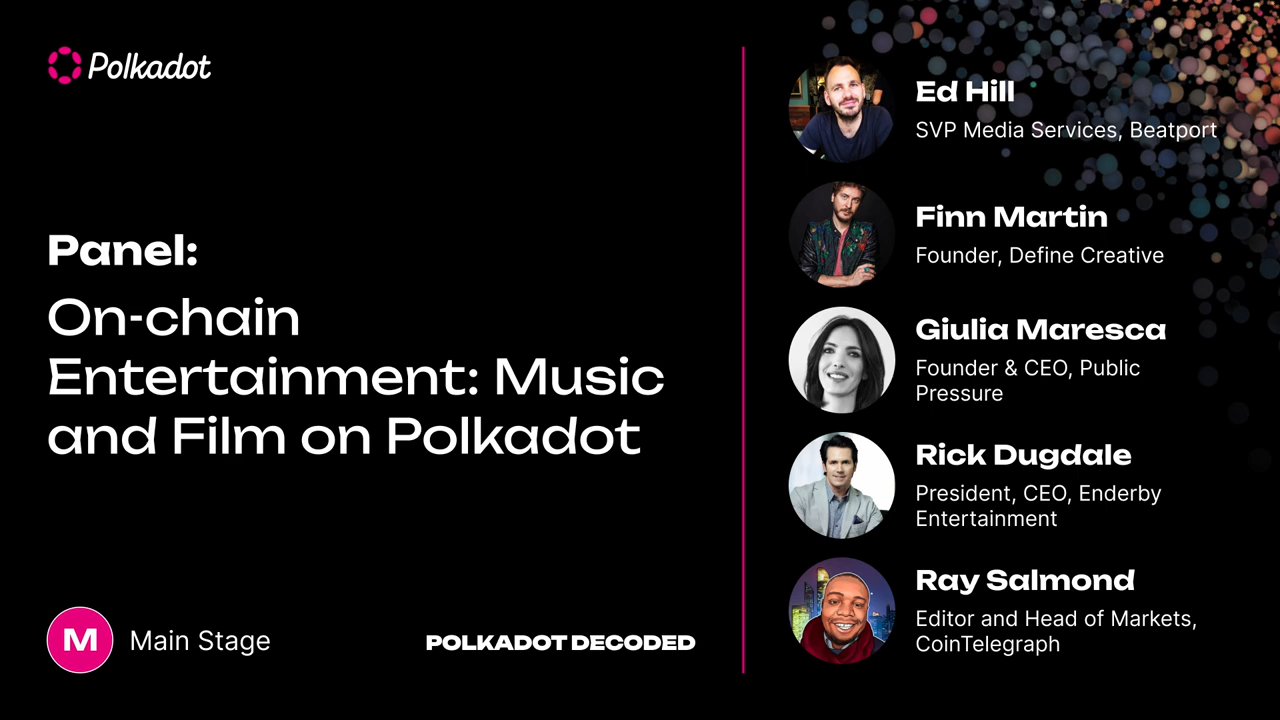 Polkadot
Panel:
On-chain
Entertainment: Music
and Film on Polkadot
M Main Stage
POLKADOT DECODED
Ed Hill
SVP Media Services, Beatport
Finn Martin
Founder, Define Creative
Giulia Maresca
Founder & CEO, Public
Pressure
Rick Dugdale
President, CEO, Enderby
Entertainment
Ray Salmond
Editor and Head of Markets,
CoinTelegraph